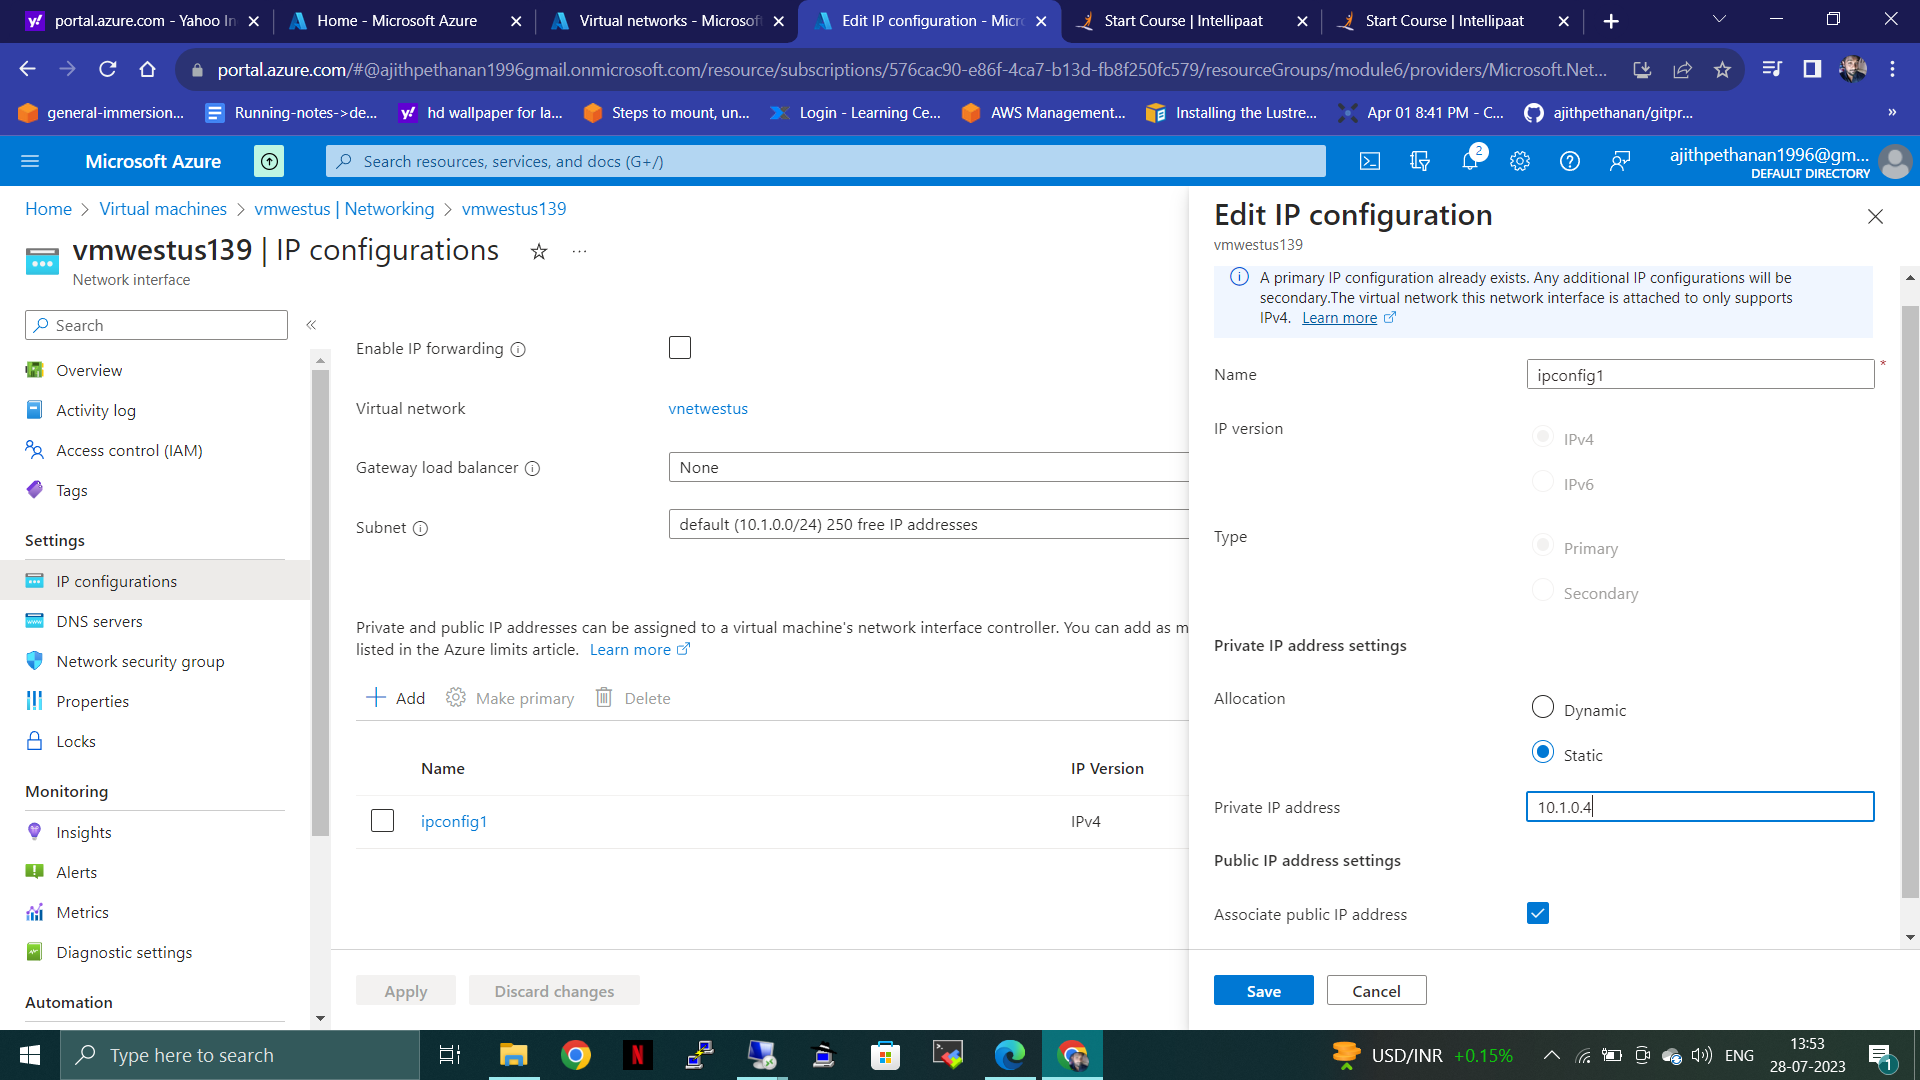 portal.azure.com - Yahoo In
Home - Microsoft Azure
Virtual networks - Microsoft
Edit IP configuration - Micro
Start Course | Intellipaat
Start Course | Intellipaat
portal.azure.com/#@ajithpethanan1996gmail.onmicrosoft.com/resource/subscriptions/576cac90-e86f-4ca7-b13d-fb8f250fc579/resourceGroups/module6/providers/Microsoft.Net...
general-immersion...
Running-notes->de...
hd wallpaper for la...
Steps to mount, un...
Login - Learning Ce...
AWS Management...
Installing the Lustre...
Apr 01 8:41 PM - C...
ajithpethanan/gitpr...
»
Microsoft Azure
Search resources, services, and docs (G+/)
2
ajithpethanan1996@gm...
DEFAULT DIRECTORY
Home > Virtual machines > vmwestus | Networking > vmwestus139
vmwestus139 | IP configurations
Network interface
Search
Overview
Activity log
Access control (IAM)
Tags
Settings
IP configurations
DNS servers
Network security group
Properties
Locks
Monitoring
Insights
Alerts
Metrics
Diagnostic settings
Automation
Enable IP forwarding
Virtual network
vnetwestus
Gateway load balancer
None
Subnet
default (10.1.0.0/24) 250 free IP addresses
Private and public IP addresses can be assigned to a virtual machine's network interface controller. You can add as m
listed in the Azure limits article. Learn more
Add
Make primary
Delete
Name
IP Version
ipconfig1
IPv4
Apply
Discard changes
Edit IP configuration
vmwestus139
A primary IP configuration already exists. Any additional IP configurations will be
secondary.The virtual network this network interface is attached to only supports
IPv4. Learn more
Name
ipconfig1 *
IP version
IPv4
IPv6
Type
Primary
Secondary
Private IP address settings
Allocation
Dynamic
Static
Private IP address
10.1.0.4
Public IP address settings
Associate public IP address
Save
Cancel
Type here to search
USD/INR +0.15%
ENG
13:53
28-07-2023
1